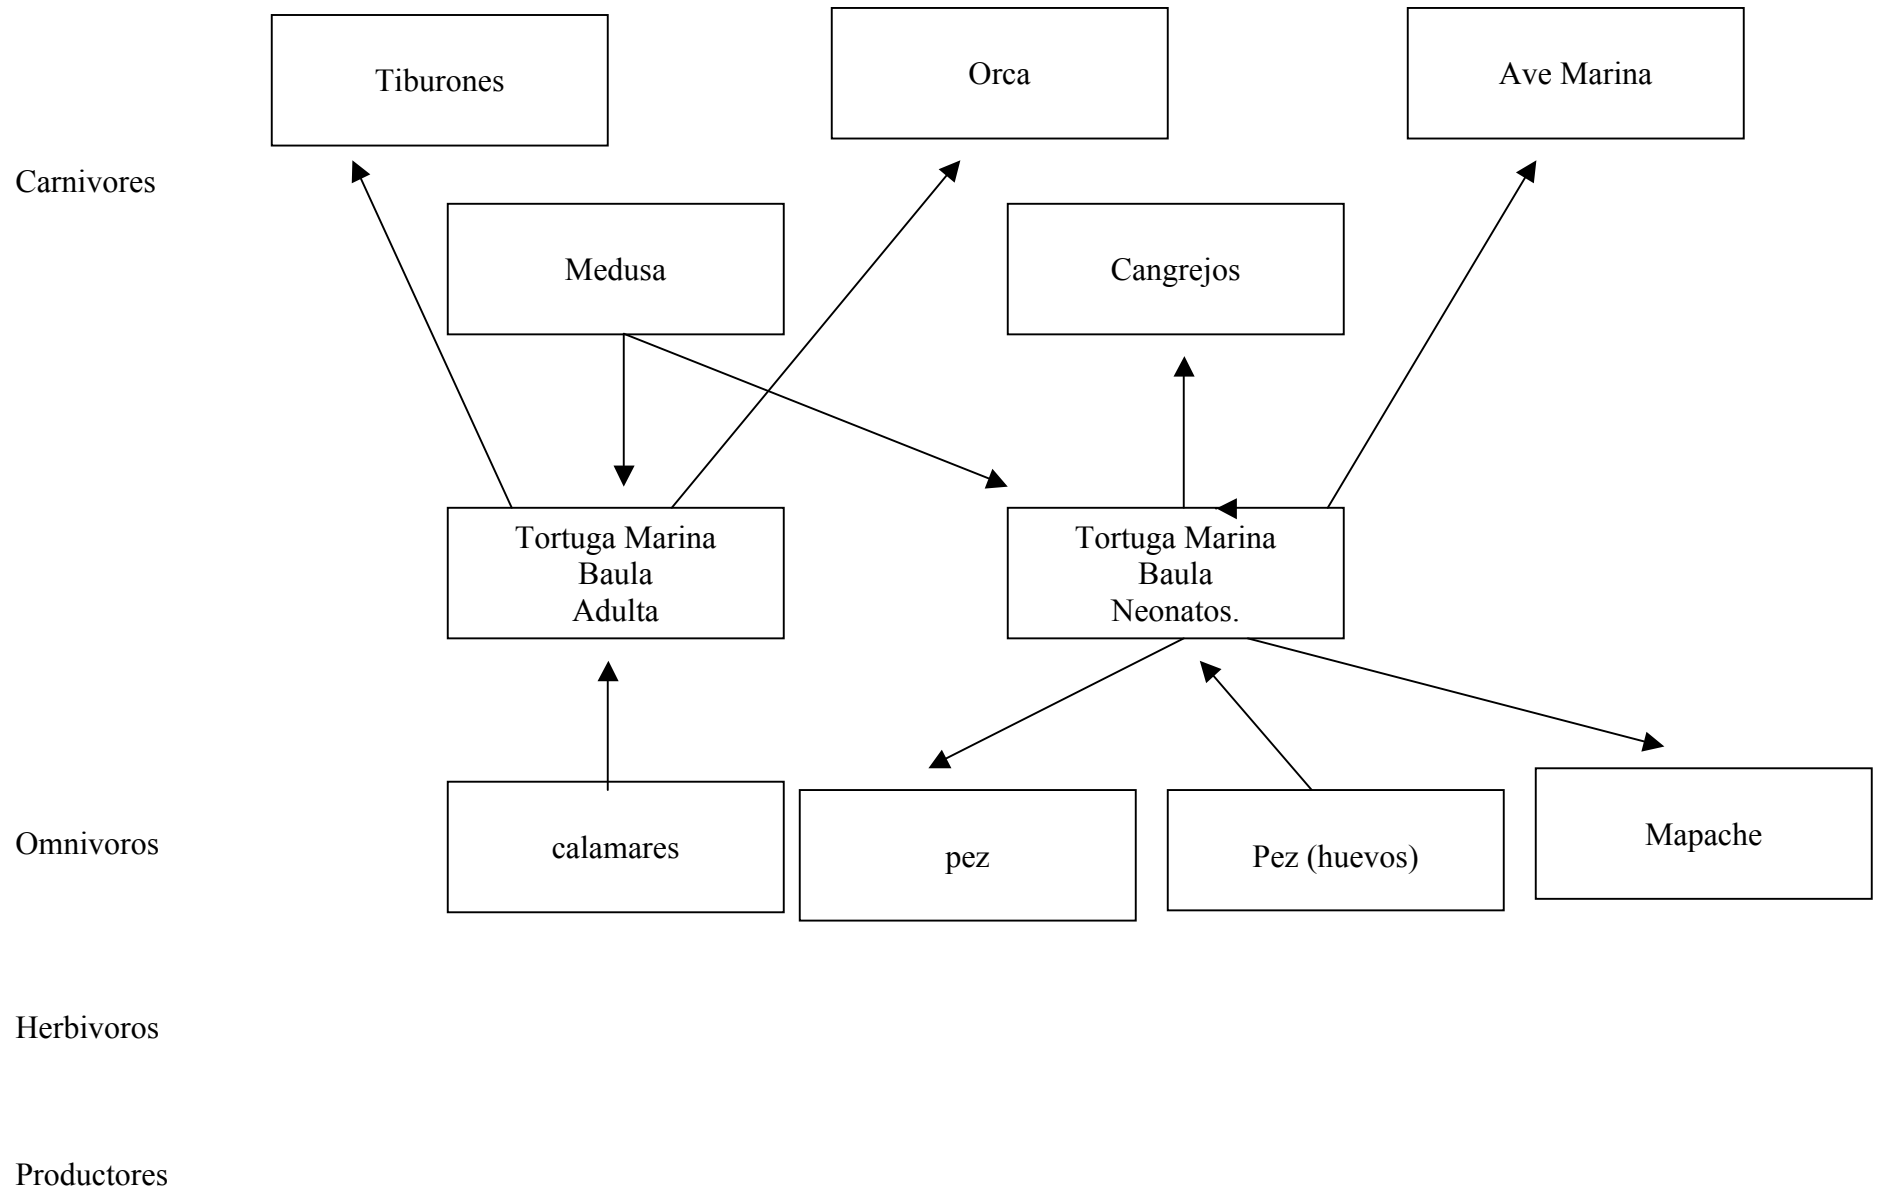 Tiburones
Orca
Ave Marina
Carnivores
Medusa
Cangrejos
Tortuga Marina
Baula
Adulta
Tortuga Marina
Baula
Neonatos.
Omnivoros
calamares
pez
Pez (huevos)
Mapache
Herbivoros
Productores